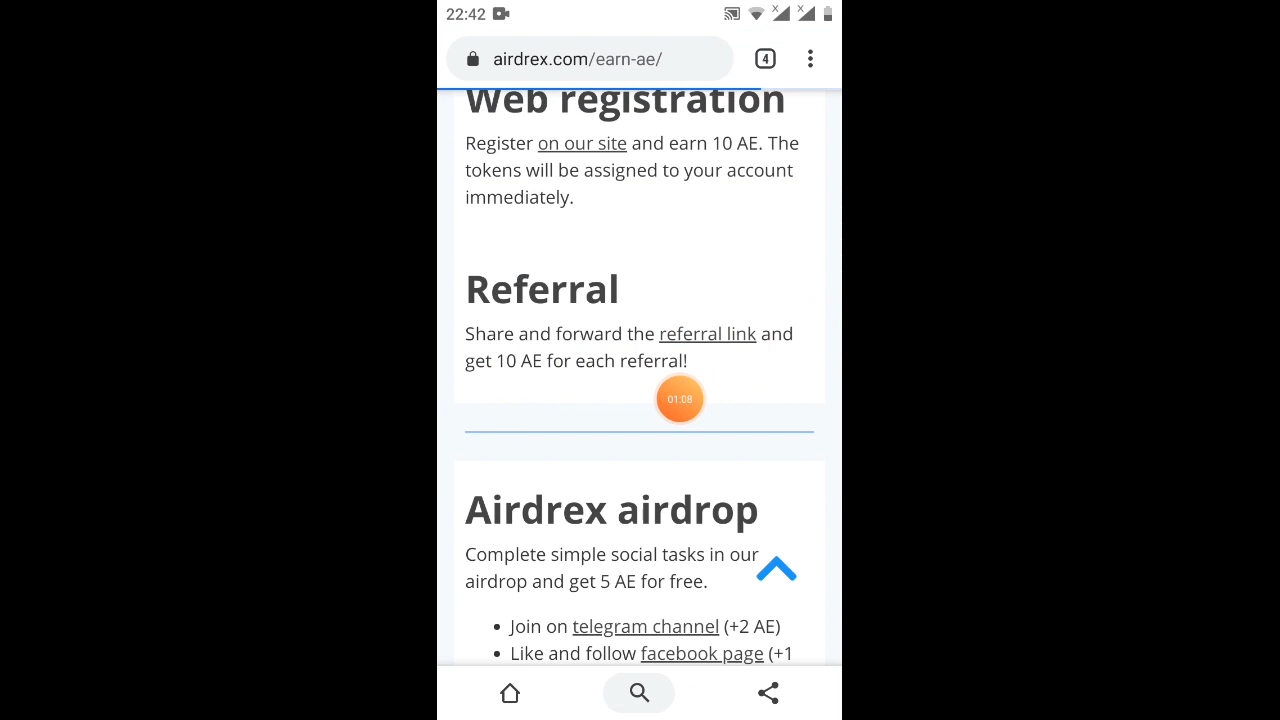 22:42
airdrex.com/earn-ae/
4
Web registration
Register on our site and earn 10 AE. The
tokens will be assigned to your account
immediately.
Referral
Share and forward the referral link and
get 10 AE for each referral!
01:08
Airdrex airdrop
Complete simple social tasks in our
airdrop and get 5 AE for free.
• Join on telegram channel (+2 AE)
• Like and follow facebook page (+1